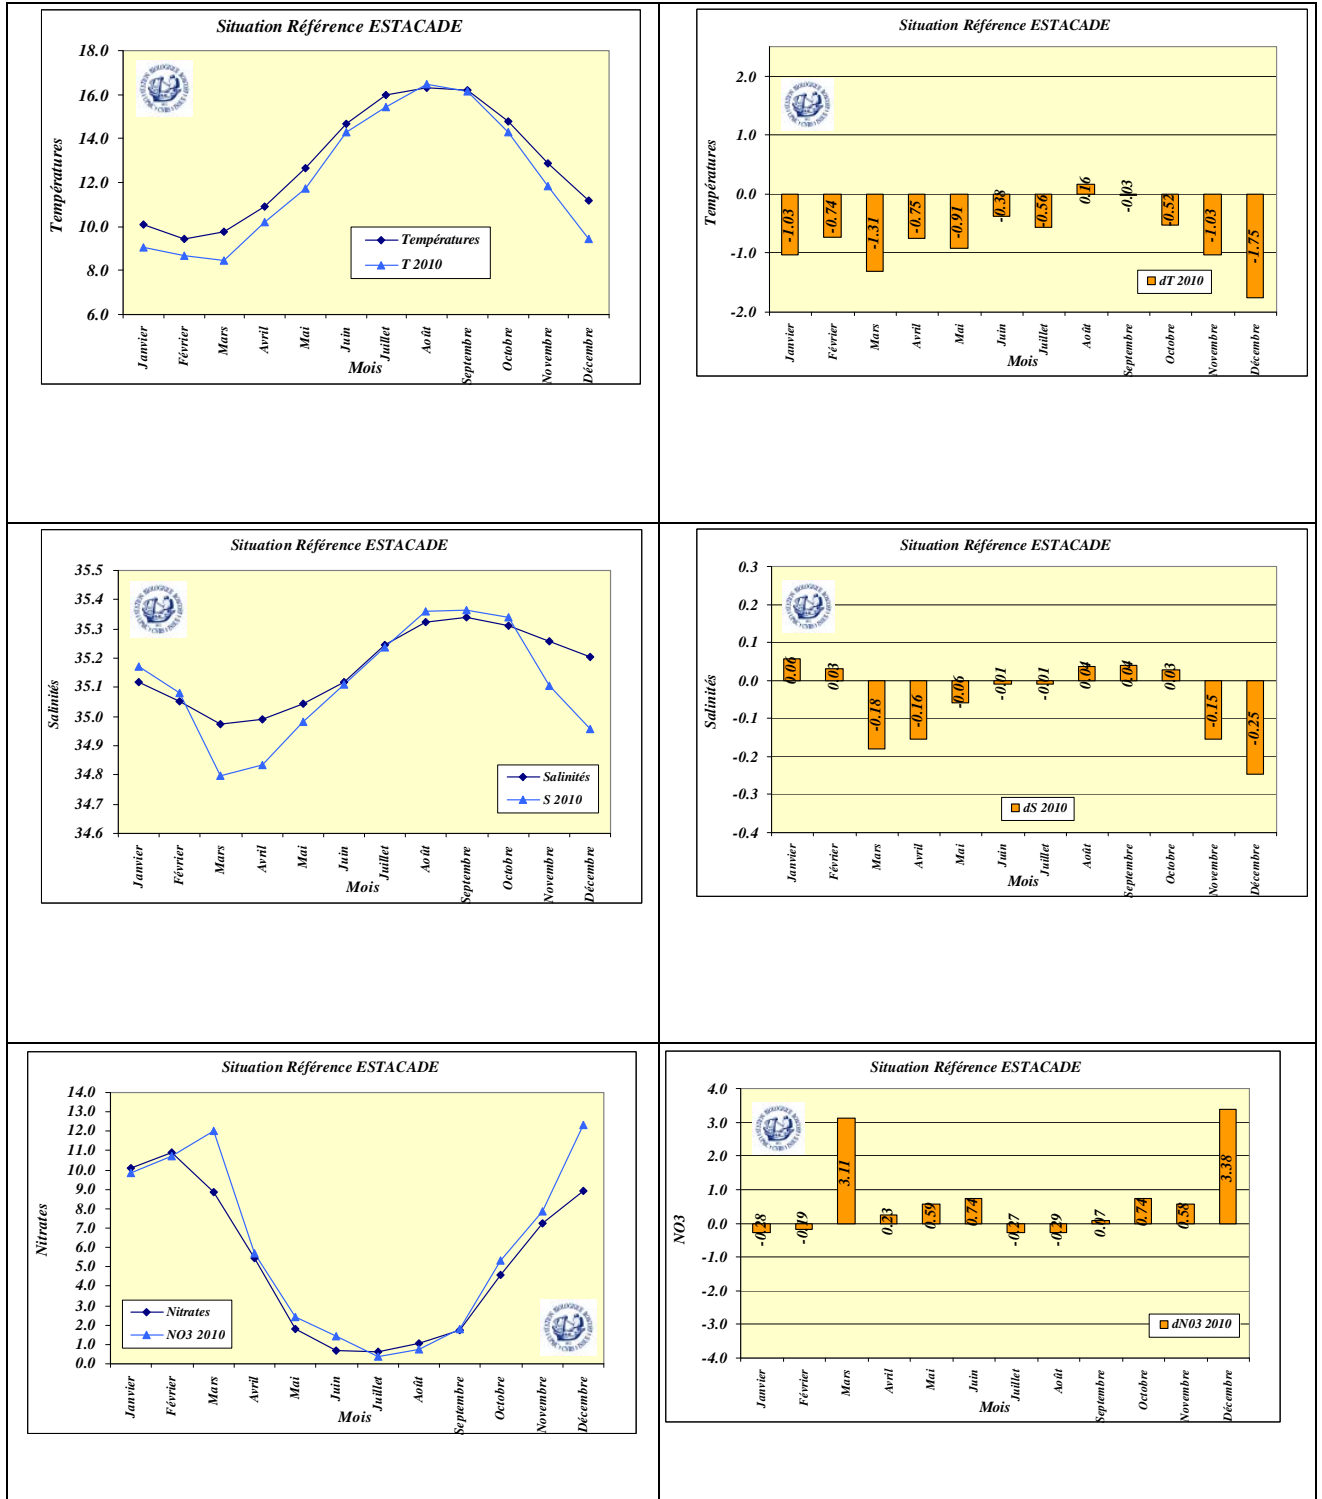 Situation Référence ESTACADE
Températures
18.0
16.0
14.0
12.0
10.0
8.0
6.0
Températures
T 2010
Janvier
Février
Mars
Avril
Mai
Juin
Juillet
Août
Septembre
Octobre
Novembre
Décembre
Mois
Situation Référence ESTACADE
Températures
2.0
1.0
0.0
-1.0
-2.0
-1.03
-0.74
-1.31
-0.75
-0.91
-0.38
-0.56
0.16
-0.03
-0.52
-1.03
-1.75
dT 2010
Janvier
Février
Mars
Avril
Mai
Juin
Juillet
Août
Septembre
Octobre
Novembre
Décembre
Mois
Situation Référence ESTACADE
Salinités
35.5
35.4
35.3
35.2
35.1
35.0
34.9
34.8
34.7
34.6
Salinités
S 2010
Janvier
Février
Mars
Avril
Mai
Juin
Juillet
Août
Septembre
Octobre
Novembre
Décembre
Mois
Situation Référence ESTACADE
Salinités
0.3
0.2
0.1
0.0
-0.1
-0.2
-0.3
-0.4
0.06
0.03
-0.18
-0.16
-0.06
-0.01
-0.01
0.04
0.04
0.03
-0.15
-0.25
dS 2010
Janvier
Février
Mars
Avril
Mai
Juin
Juillet
Août
Septembre
Octobre
Novembre
Décembre
Mois
Situation Référence ESTACADE
Nitrates
14.0
13.0
12.0
11.0
10.0
9.0
8.0
7.0
6.0
5.0
4.0
3.0
2.0
1.0
0.0
Nitrates
NO3 2010
Janvier
Février
Mars
Avril
Mai
Juin
Juillet
Août
Septembre
Octobre
Novembre
Décembre
Mois
Situation Référence ESTACADE
NO3
4.0
3.0
2.0
1.0
0.0
-1.0
-2.0
-3.0
-4.0
-0.28
-0.19
3.11
0.23
0.59
0.74
-0.27
-0.29
0.07
0.74
0.58
3.38
dN03 2010
Janvier
Février
Mars
Avril
Mai
Juin
Juillet
Août
Septembre
Octobre
Novembre
Décembre
Mois